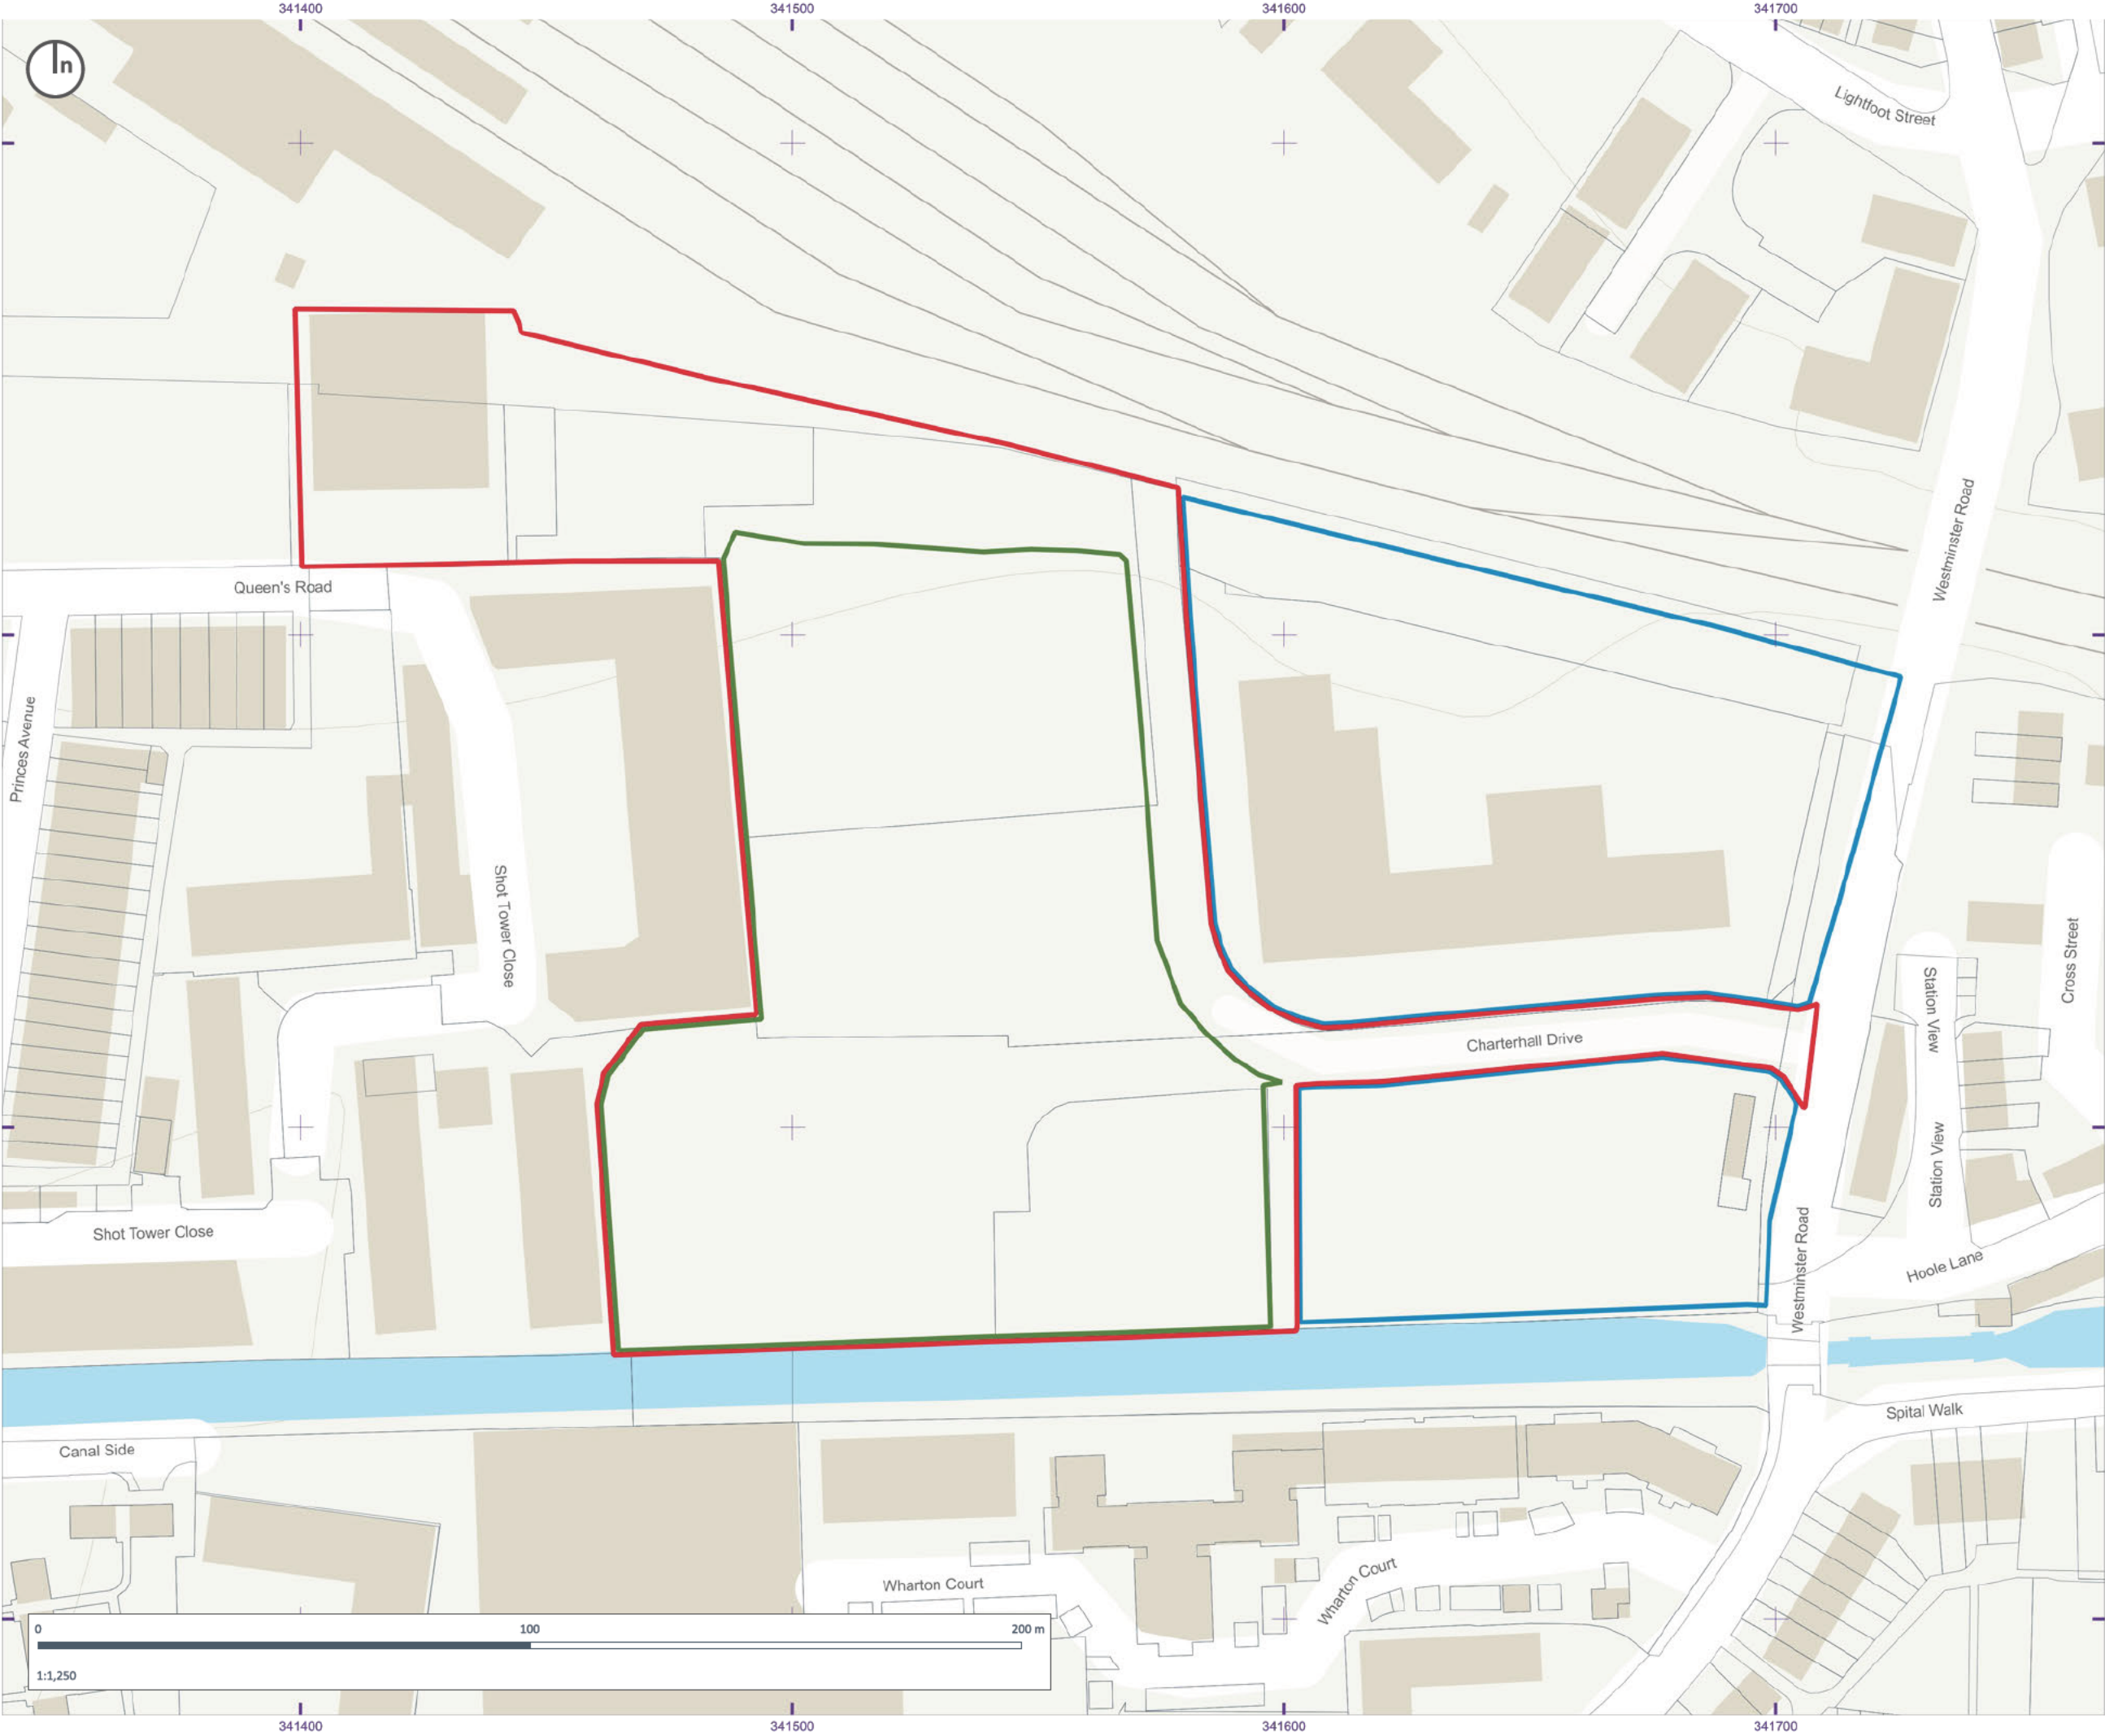 341400 341500 341600 341700
n
Lightfoot Street
Westminster Road
Queen's Road
Princes Avenue
Shot Tower Close
Cross Street
Station View
Charterhall Drive
Station View
Shot Tower Close
Westminster Road
Hoole Lane
Spital Walk
Canal Side
Wharton Court
Wharton Court
0 100 200 m
1:1,250
341400 341500 341600 341700